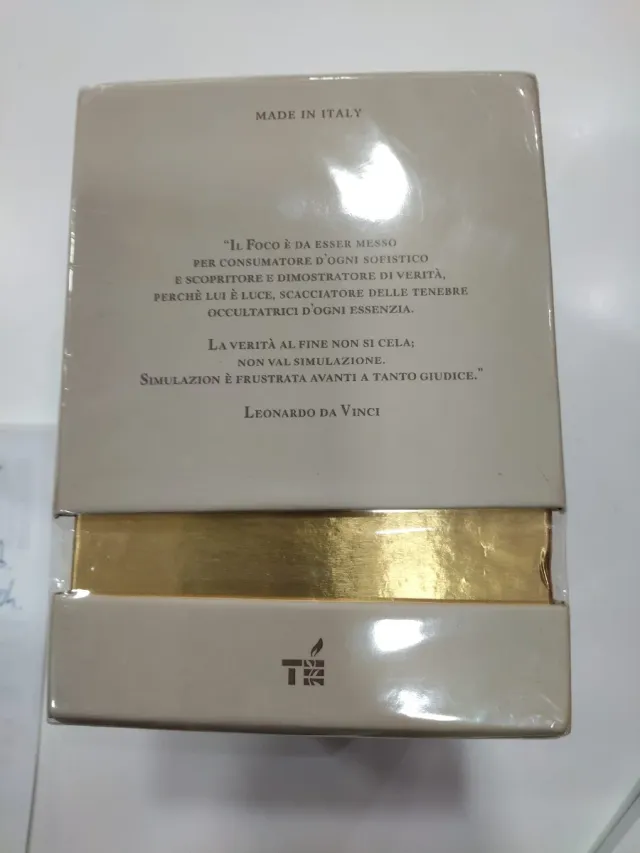 MADE IN ITALY
"IL FOCO È DA ESSER MESSO
PER CONSUMATORE D'OGNI SOFISTICO
E SCOPRITORE E DIMOSTRATORE DI VERITÀ,
PERCHÈ LUI È LUCE, SCACCIATORE DELLE TENEBRE
OCCULTATRICI D'OGNI ESSENZIA.
LA VERITÀ AL FINE NON SI CELA;
NON VAL SIMULAZIONE.
SIMULAZION È FRUSTRATA AVANTI A TANTO GIUDICE."
LEONARDO DA VINCI